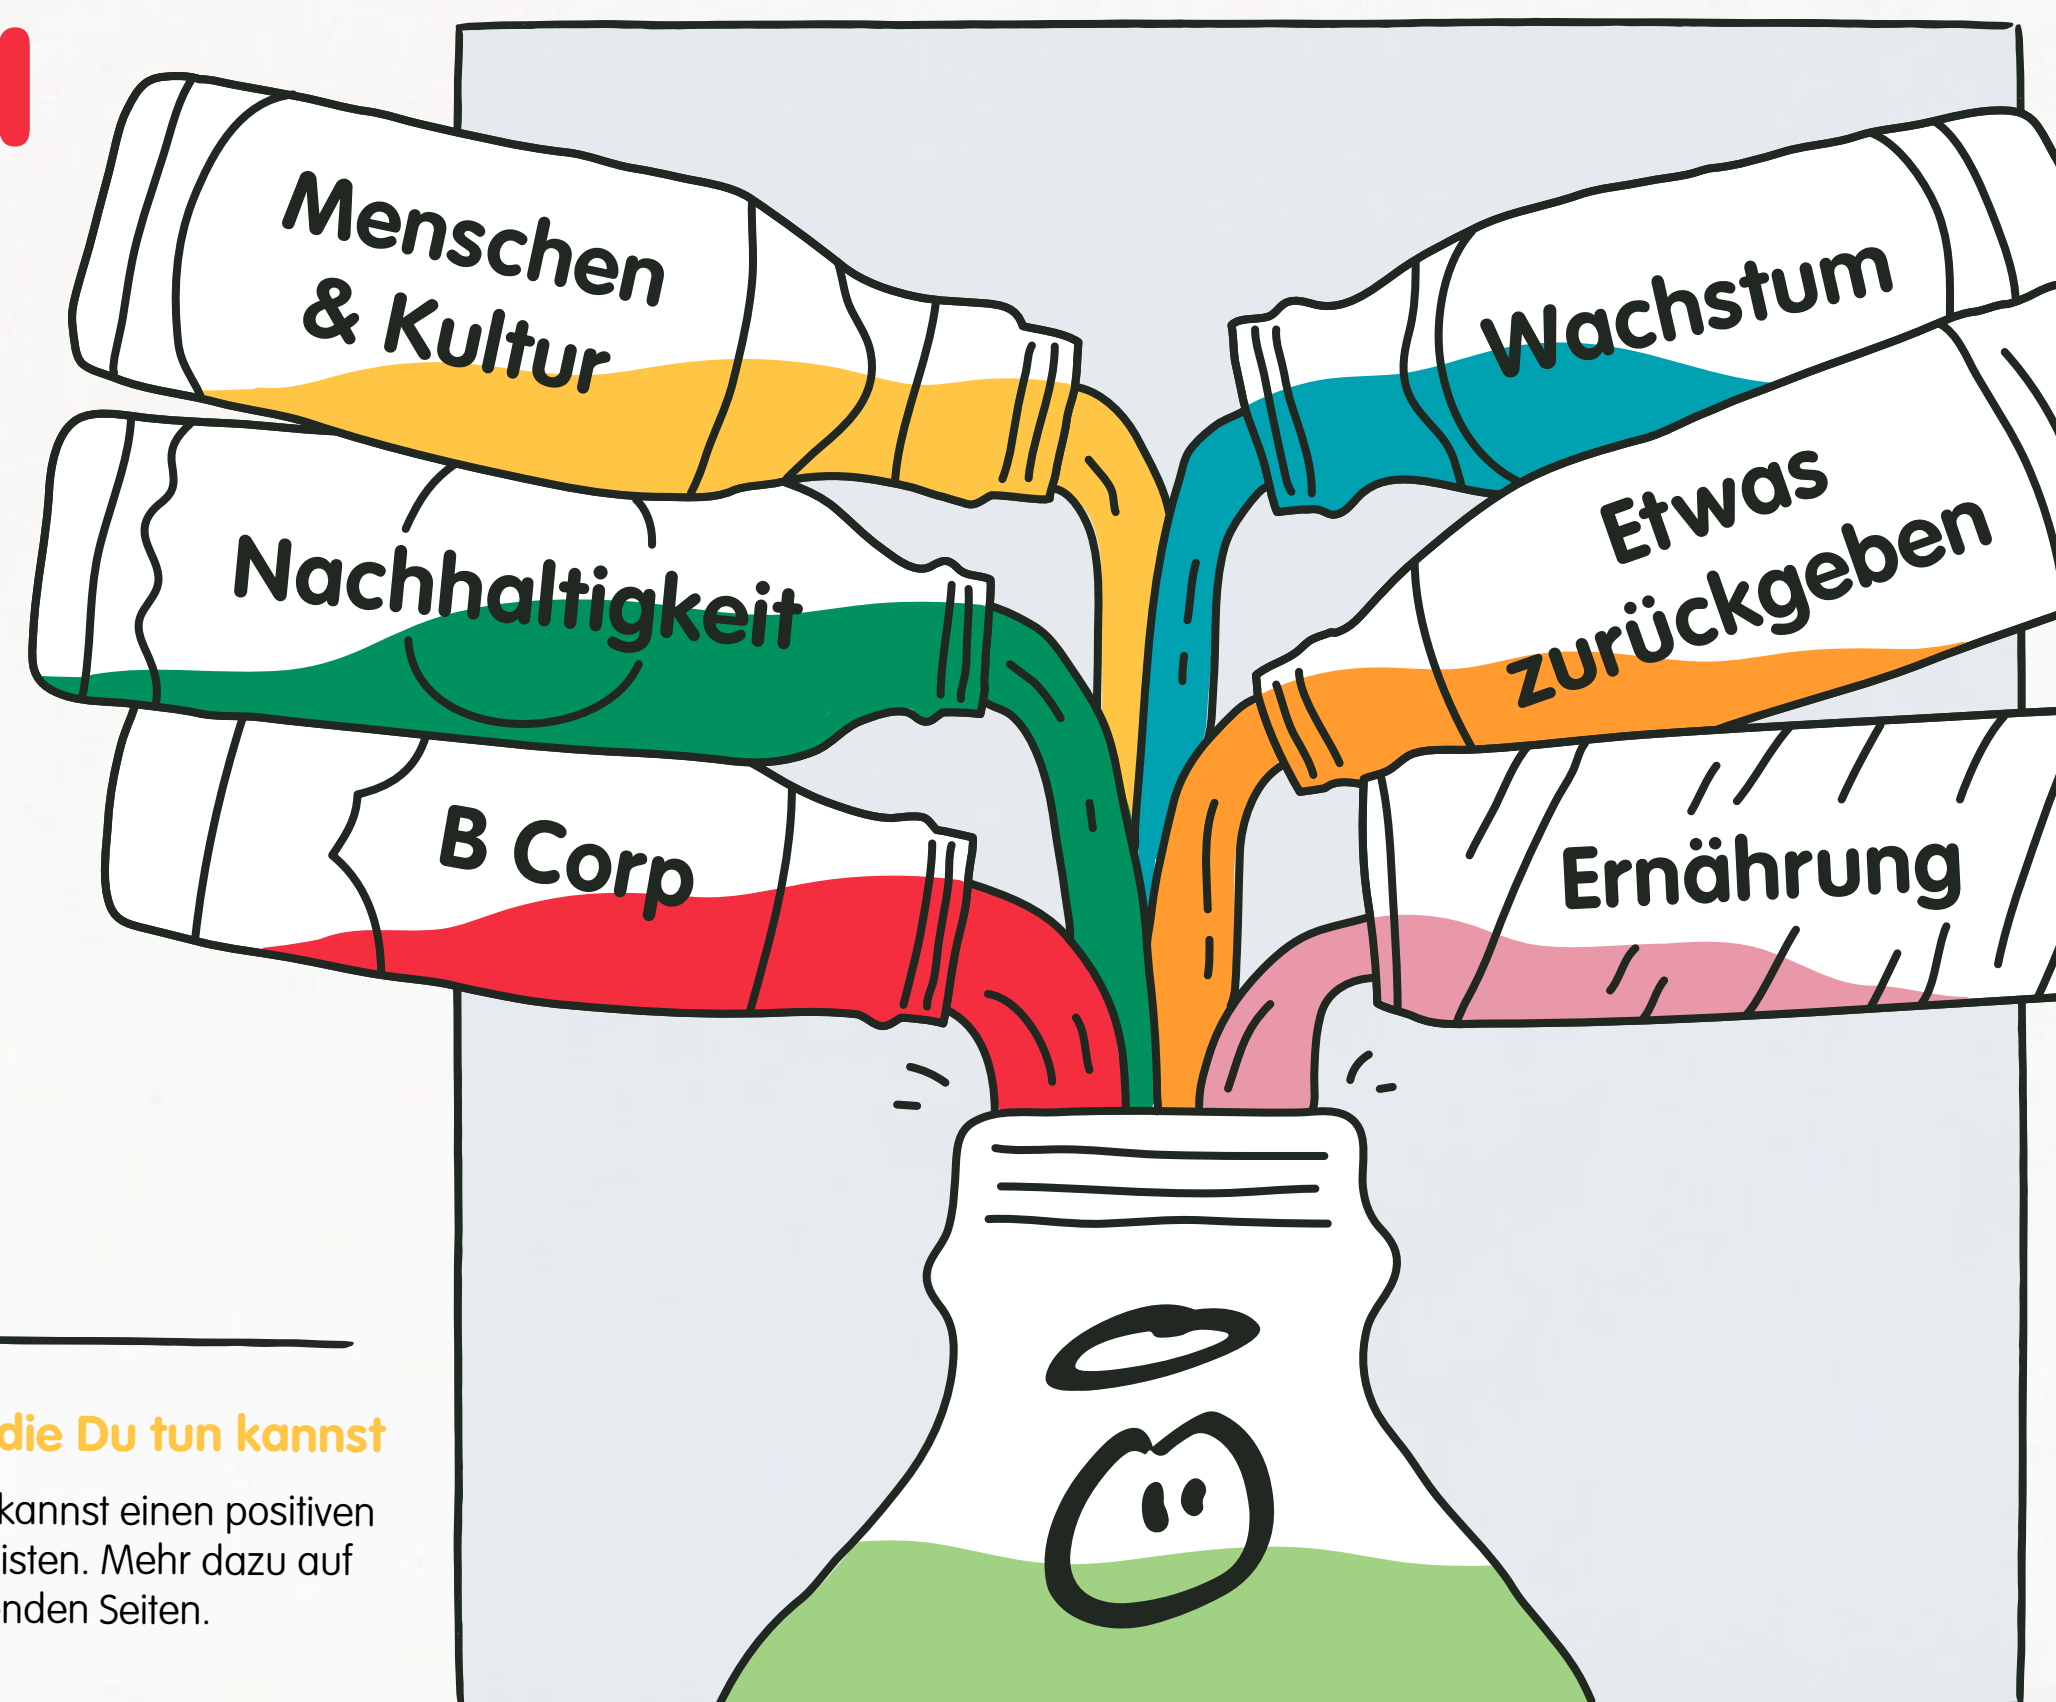 Menschen
& Kultur
Nachhaltigkeit
B Corp
Wachstum
Etwas
zurückgeben
Ernährung
die Du tun kannst
kannst einen positiven
isten. Mehr dazu auf
nden Seiten.